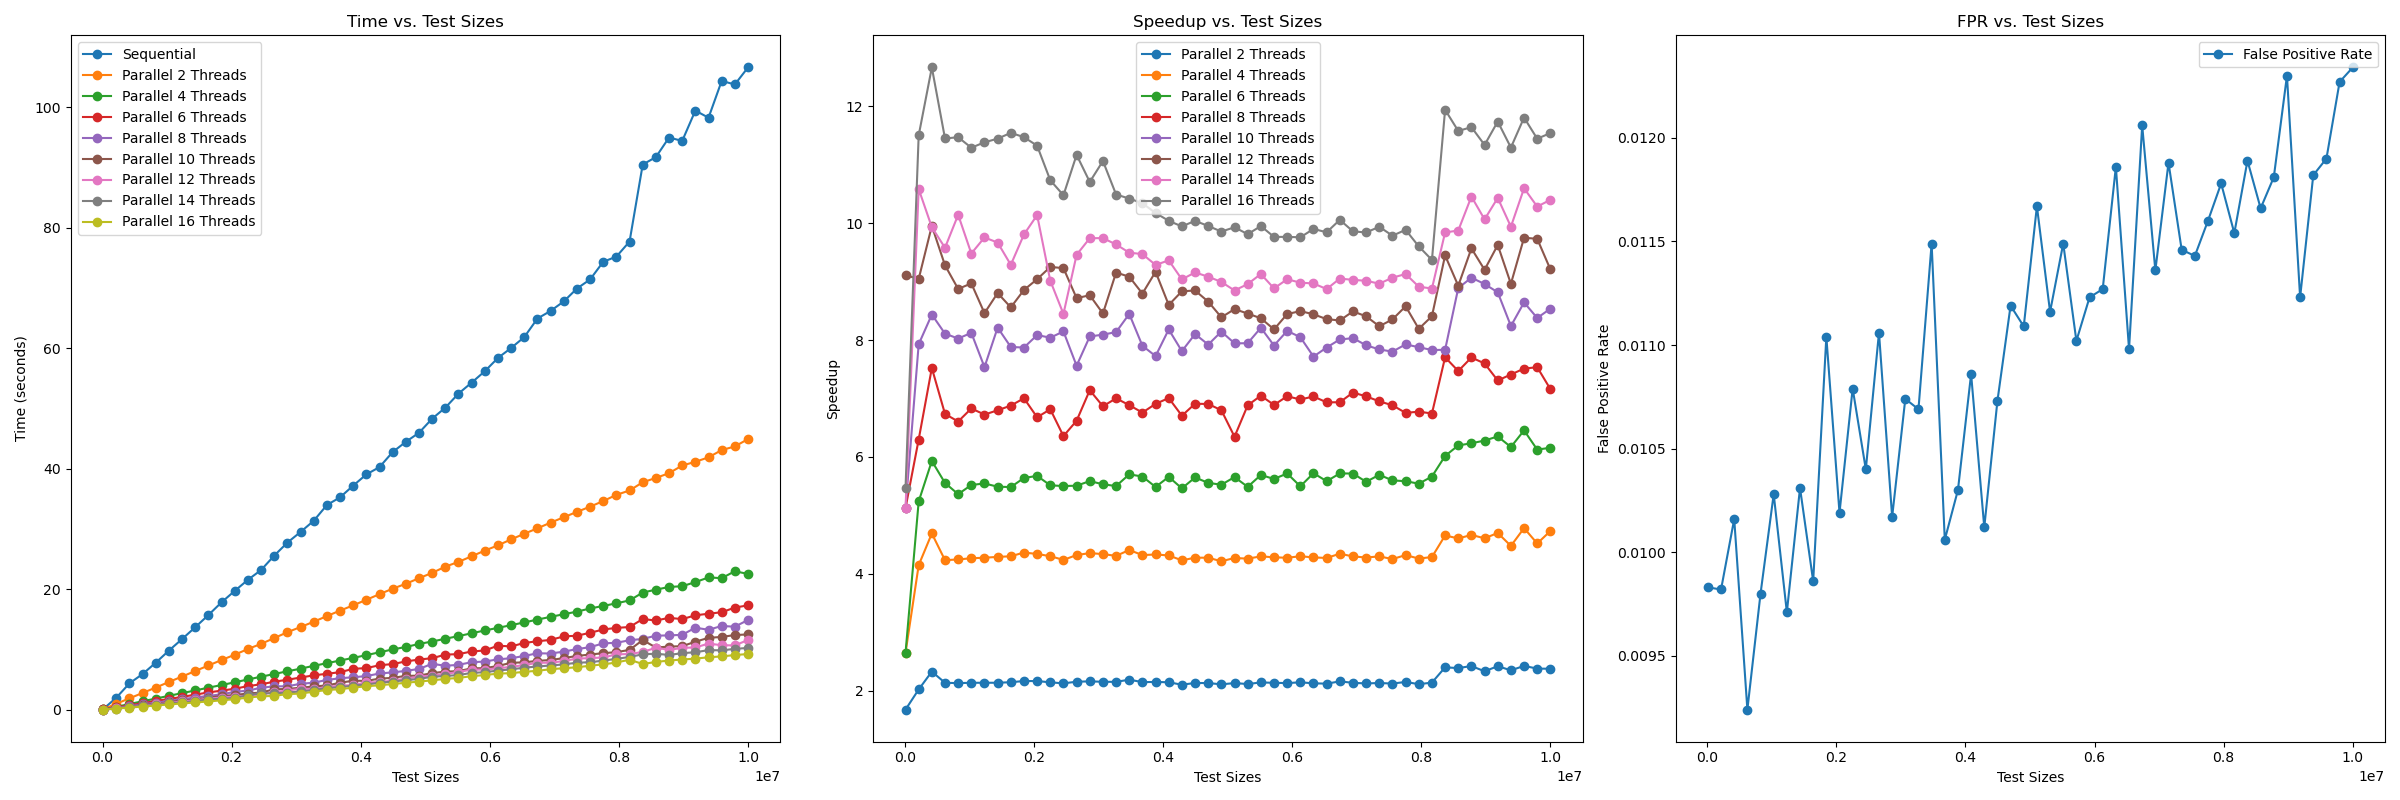 Time vs. Test Sizes
Time (seconds)
100
80
60
40
20
0
Sequential
Parallel 2 Threads
Parallel 4 Threads
Parallel 6 Threads
Parallel 8 Threads
Parallel 10 Threads
Parallel 12 Threads
Parallel 14 Threads
Parallel 16 Threads
0.0 0.2 0.4 0.6 0.8 1.0
1e7
Test Sizes
Speedup vs. Test Sizes
Speedup
12
10
8
6
4
2
Parallel 2 Threads
Parallel 4 Threads
Parallel 6 Threads
Parallel 8 Threads
Parallel 10 Threads
Parallel 12 Threads
Parallel 14 Threads
Parallel 16 Threads
0.0 0.2 0.4 0.6 0.8 1.0
1e7
Test Sizes
FPR vs. Test Sizes
False Positive Rate
0.0120
0.0115
0.0110
0.0105
0.0100
0.0095
False Positive Rate
0.0 0.2 0.4 0.6 0.8 1.0
1e7
Test Sizes